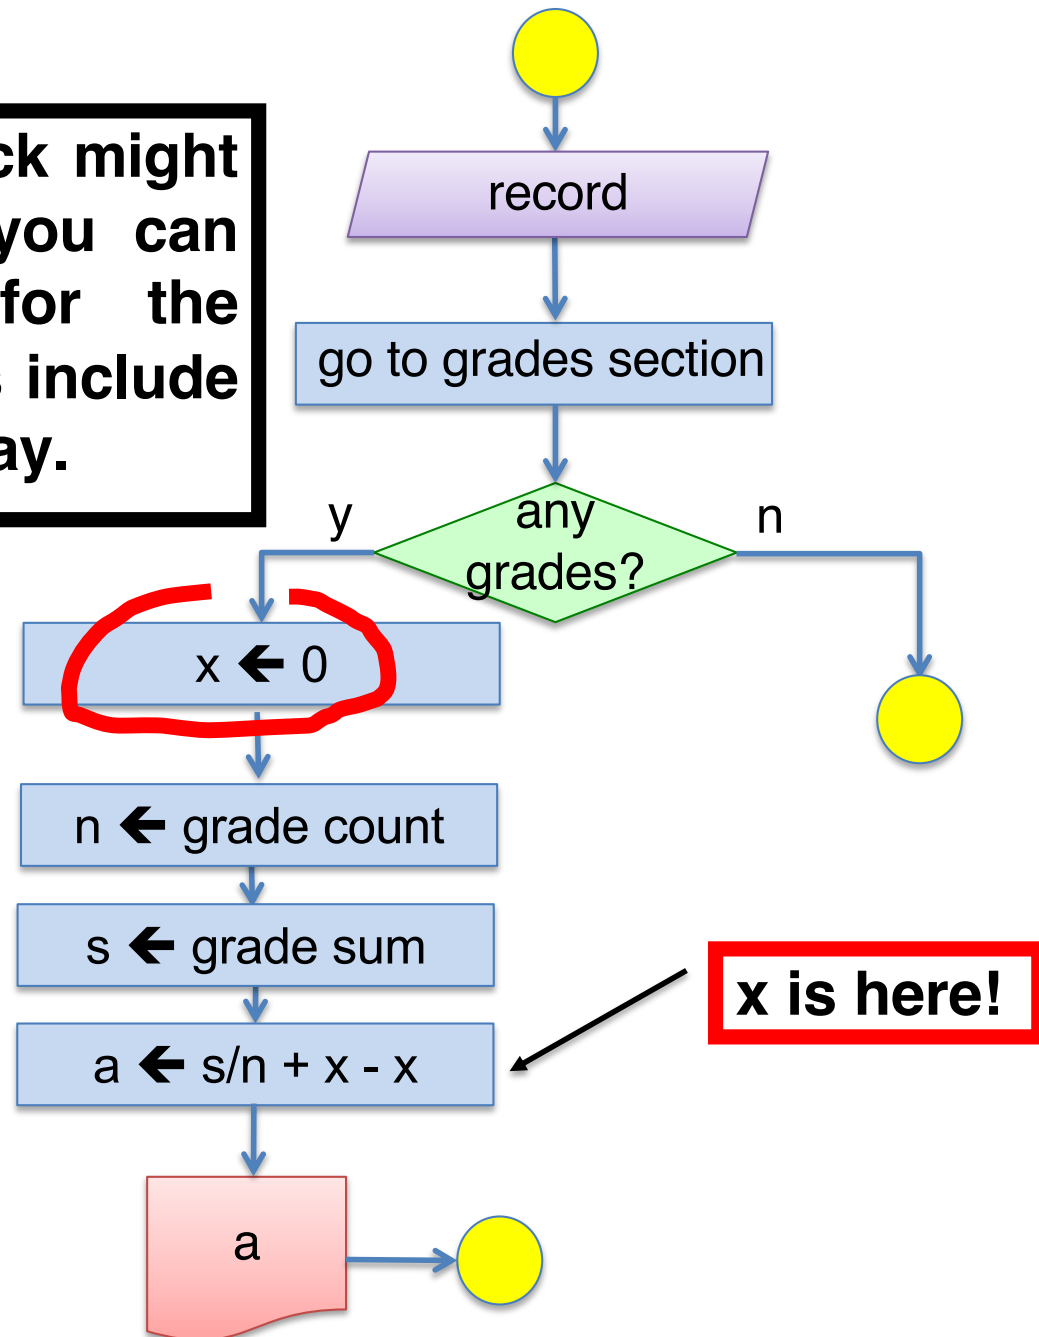 ck might
you can
for the
s include
ay.
record
go to grades section
any
grades?
y
n
x 🡸 0
n 🡸 grade count
s 🡸 grade sum
a 🡸 s/n + x - x
x is here!
a